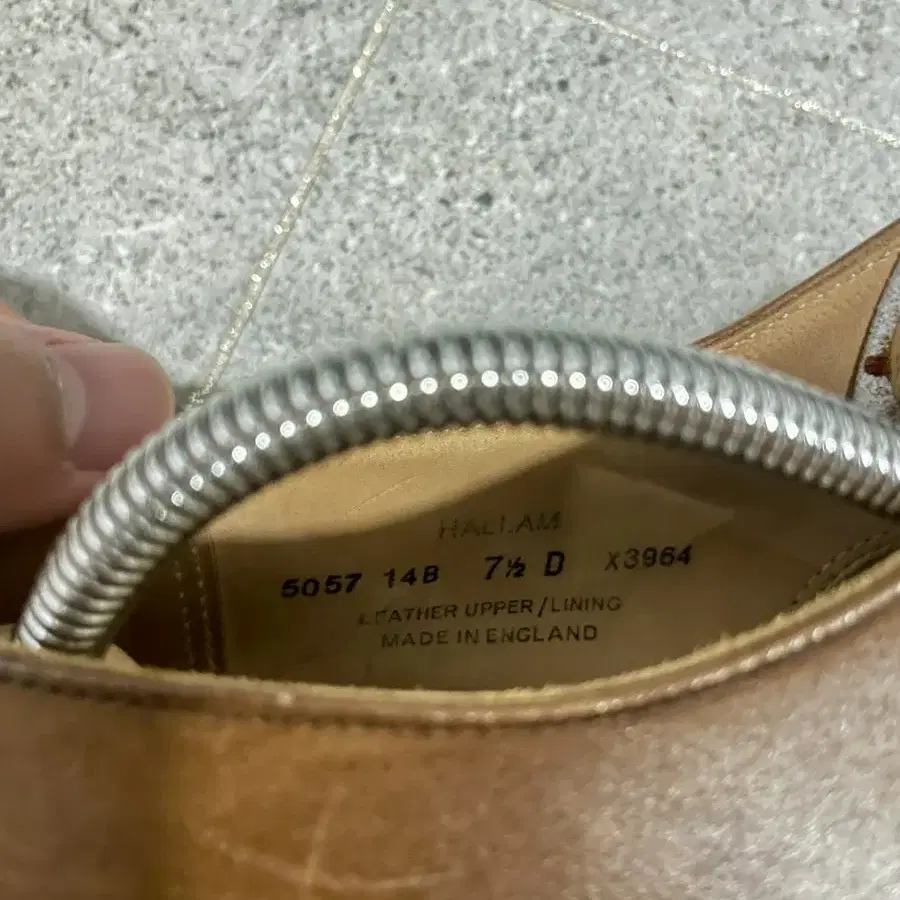 HALLAM
5057 14B 7½ D X3964
LEATHER UPPER/LINING
MADE IN ENGLAND